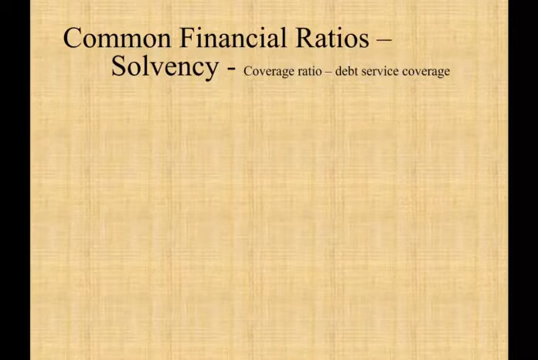 Common Financial Ratios –
Solvency - Coverage ratio – debt service coverage